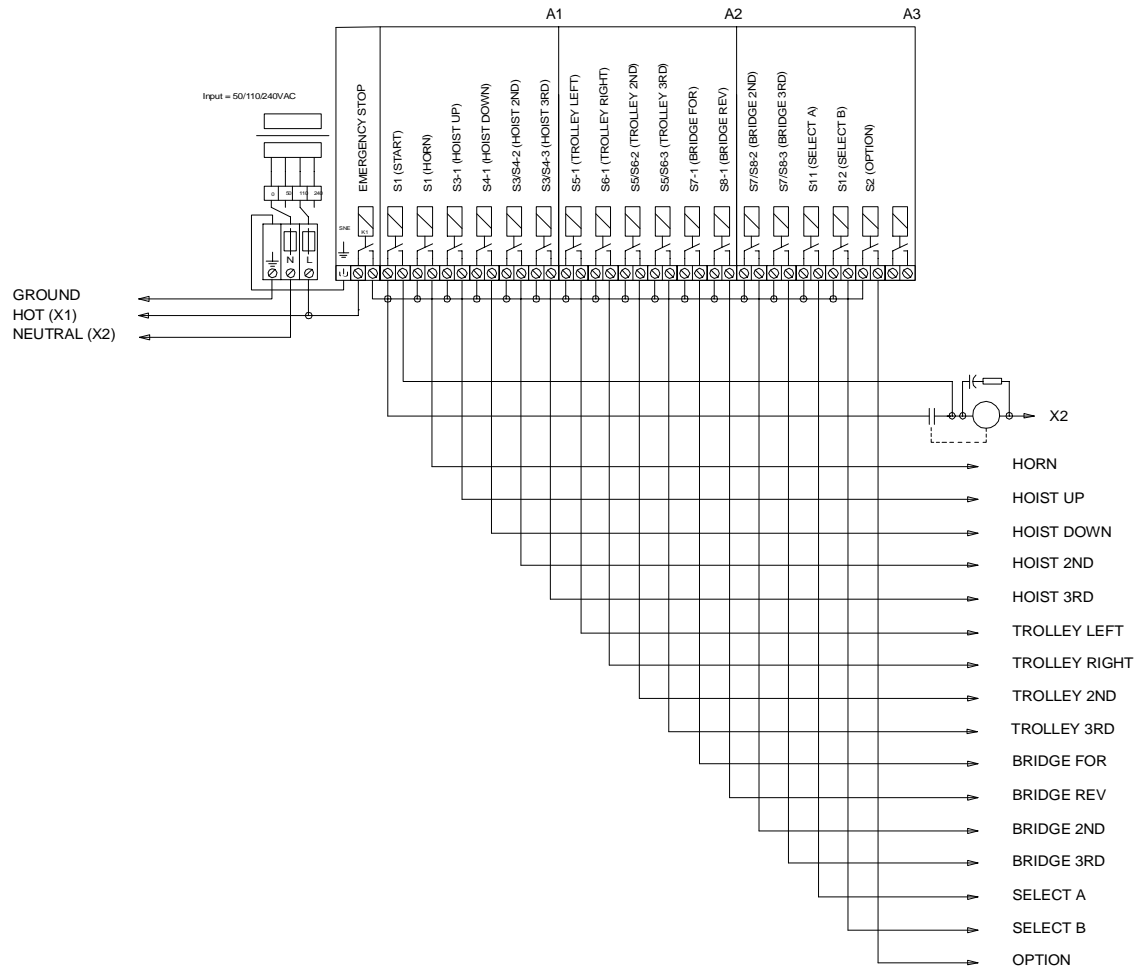 A1
A2
A3
Input = 50/110/240VAC
EMERGENCY STOP
S1 (START)
S1 (HORN)
S3-1 (HOIST UP)
S4-1 (HOIST DOWN)
S3/S4-2 (HOIST 2ND)
S3/S4-3 (HOIST 3RD)
S5-1 (TROLLEY LEFT)
S6-1 (TROLLEY RIGHT)
S5/S6-2 (TROLLEY 2ND)
S5/S6-3 (TROLLEY 3RD)
S7-1 (BRIDGE FOR)
S8-1 (BRIDGE REV)
S7/S8-2 (BRIDGE 2ND)
S7/S8-3 (BRIDGE 3RD)
S11 (SELECT A)
S12 (SELECT B)
S2 (OPTION)
0
50
110
240
SNE
K1
N
L
GROUND
HOT (X1)
NEUTRAL (X2)
X2
HORN
HOIST UP
HOIST DOWN
HOIST 2ND
HOIST 3RD
TROLLEY LEFT
TROLLEY RIGHT
TROLLEY 2ND
TROLLEY 3RD
BRIDGE FOR
BRIDGE REV
BRIDGE 2ND
BRIDGE 3RD
SELECT A
SELECT B
OPTION